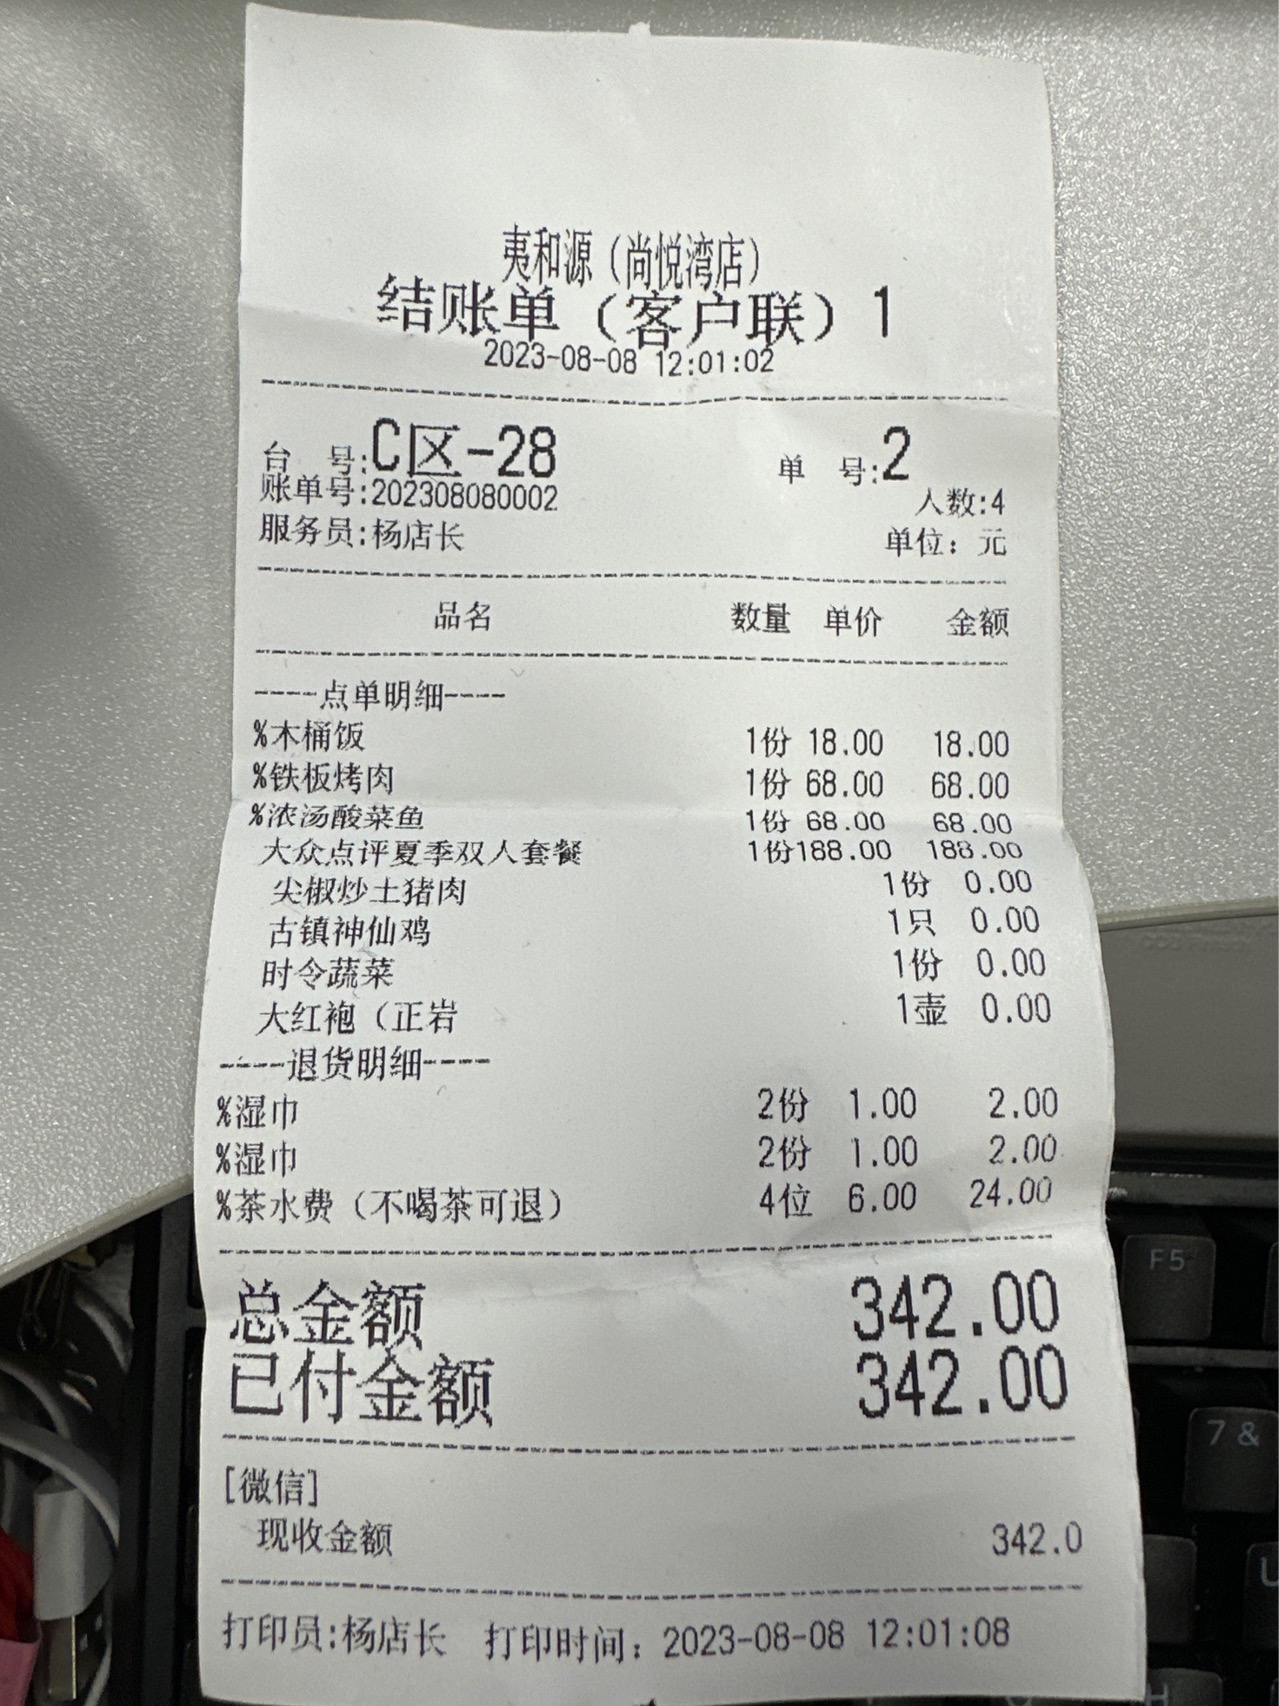 夷和源（尚悦湾店）
结账单（客户联）1
2023-08-08 12:01:02
台 号:C区-28 单 号:2
账单号:202308080002 人数:4
服务员:杨店长 单位：元
品名 数量 单价 金额
----点单明细----
%木桶饭 1份 18.00 18.00
%铁板烤肉 1份 68.00 68.00
%浓汤酸菜鱼 1份 68.00 68.00
大众点评夏季双人套餐 1份188.00 188.00
尖椒炒土猪肉 1份 0.00
古镇神仙鸡 1只 0.00
时令蔬菜 1份 0.00
大红袍（正岩 1壶 0.00
----退货明细----
%湿巾 2份 1.00 2.00
%湿巾 2份 1.00 2.00
%茶水费（不喝茶可退） 4位 6.00 24.00
总金额 342.00
已付金额 342.00
[微信]
现收金额 342.0
打印员:杨店长 打印时间：2023-08-08 12:01:08
F5
7 &
U
H